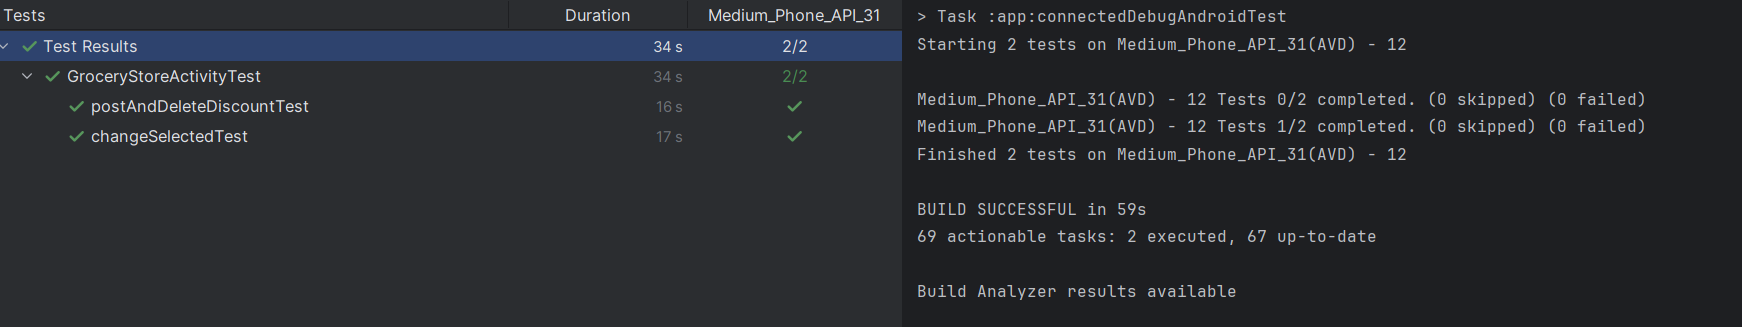 Tests Duration Medium_Phone_API_31
Test Results 34 s 2/2
GroceryStoreActivityTest 34 s 2/2
postAndDeleteDiscountTest 16 s
changeSelectedTest 17 s
> Task :app:connectedDebugAndroidTest
Starting 2 tests on Medium_Phone_API_31(AVD) - 12
Medium_Phone_API_31(AVD) - 12 Tests 0/2 completed. (0 skipped) (0 failed)
Medium_Phone_API_31(AVD) - 12 Tests 1/2 completed. (0 skipped) (0 failed)
Finished 2 tests on Medium_Phone_API_31(AVD) - 12
BUILD SUCCESSFUL in 59s
69 actionable tasks: 2 executed, 67 up-to-date
Build Analyzer results available